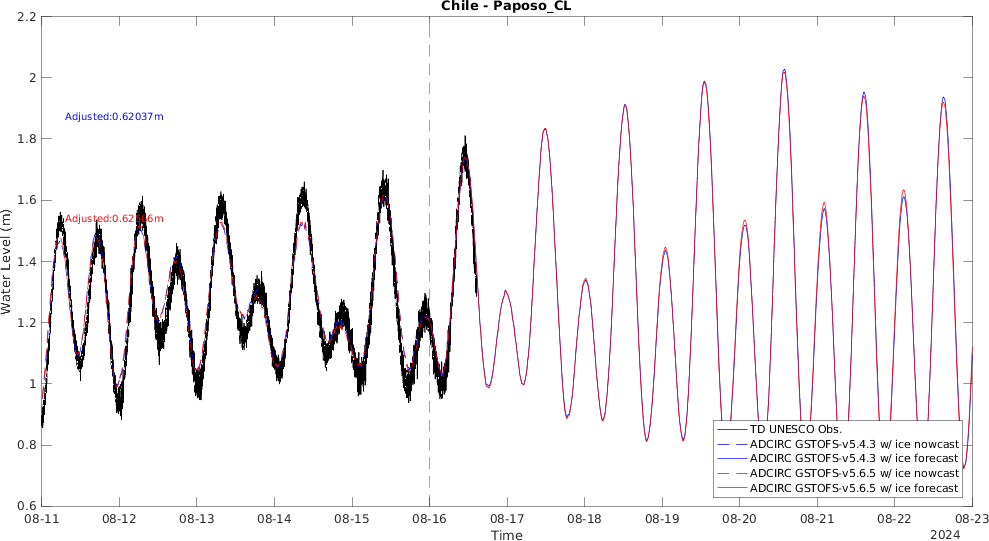 Chile - Paposo_CL
2.2
2
1.8
1.6
1.4
1.2
1
0.8
0.6
Water Level (m)
Adjusted:0.62037m
TD UNESCO Obs.
ADCIRC GSTOFS-v5.4.3 w/ ice nowcast
ADCIRC GSTOFS-v5.4.3 w/ ice forecast
ADCIRC GSTOFS-v5.6.5 w/ ice nowcast
ADCIRC GSTOFS-v5.6.5 w/ ice forecast
08-11 08-12 08-13 08-14 08-15 08-16 08-17 08-18 08-19 08-20 08-21 08-22 08-23
Time
2024